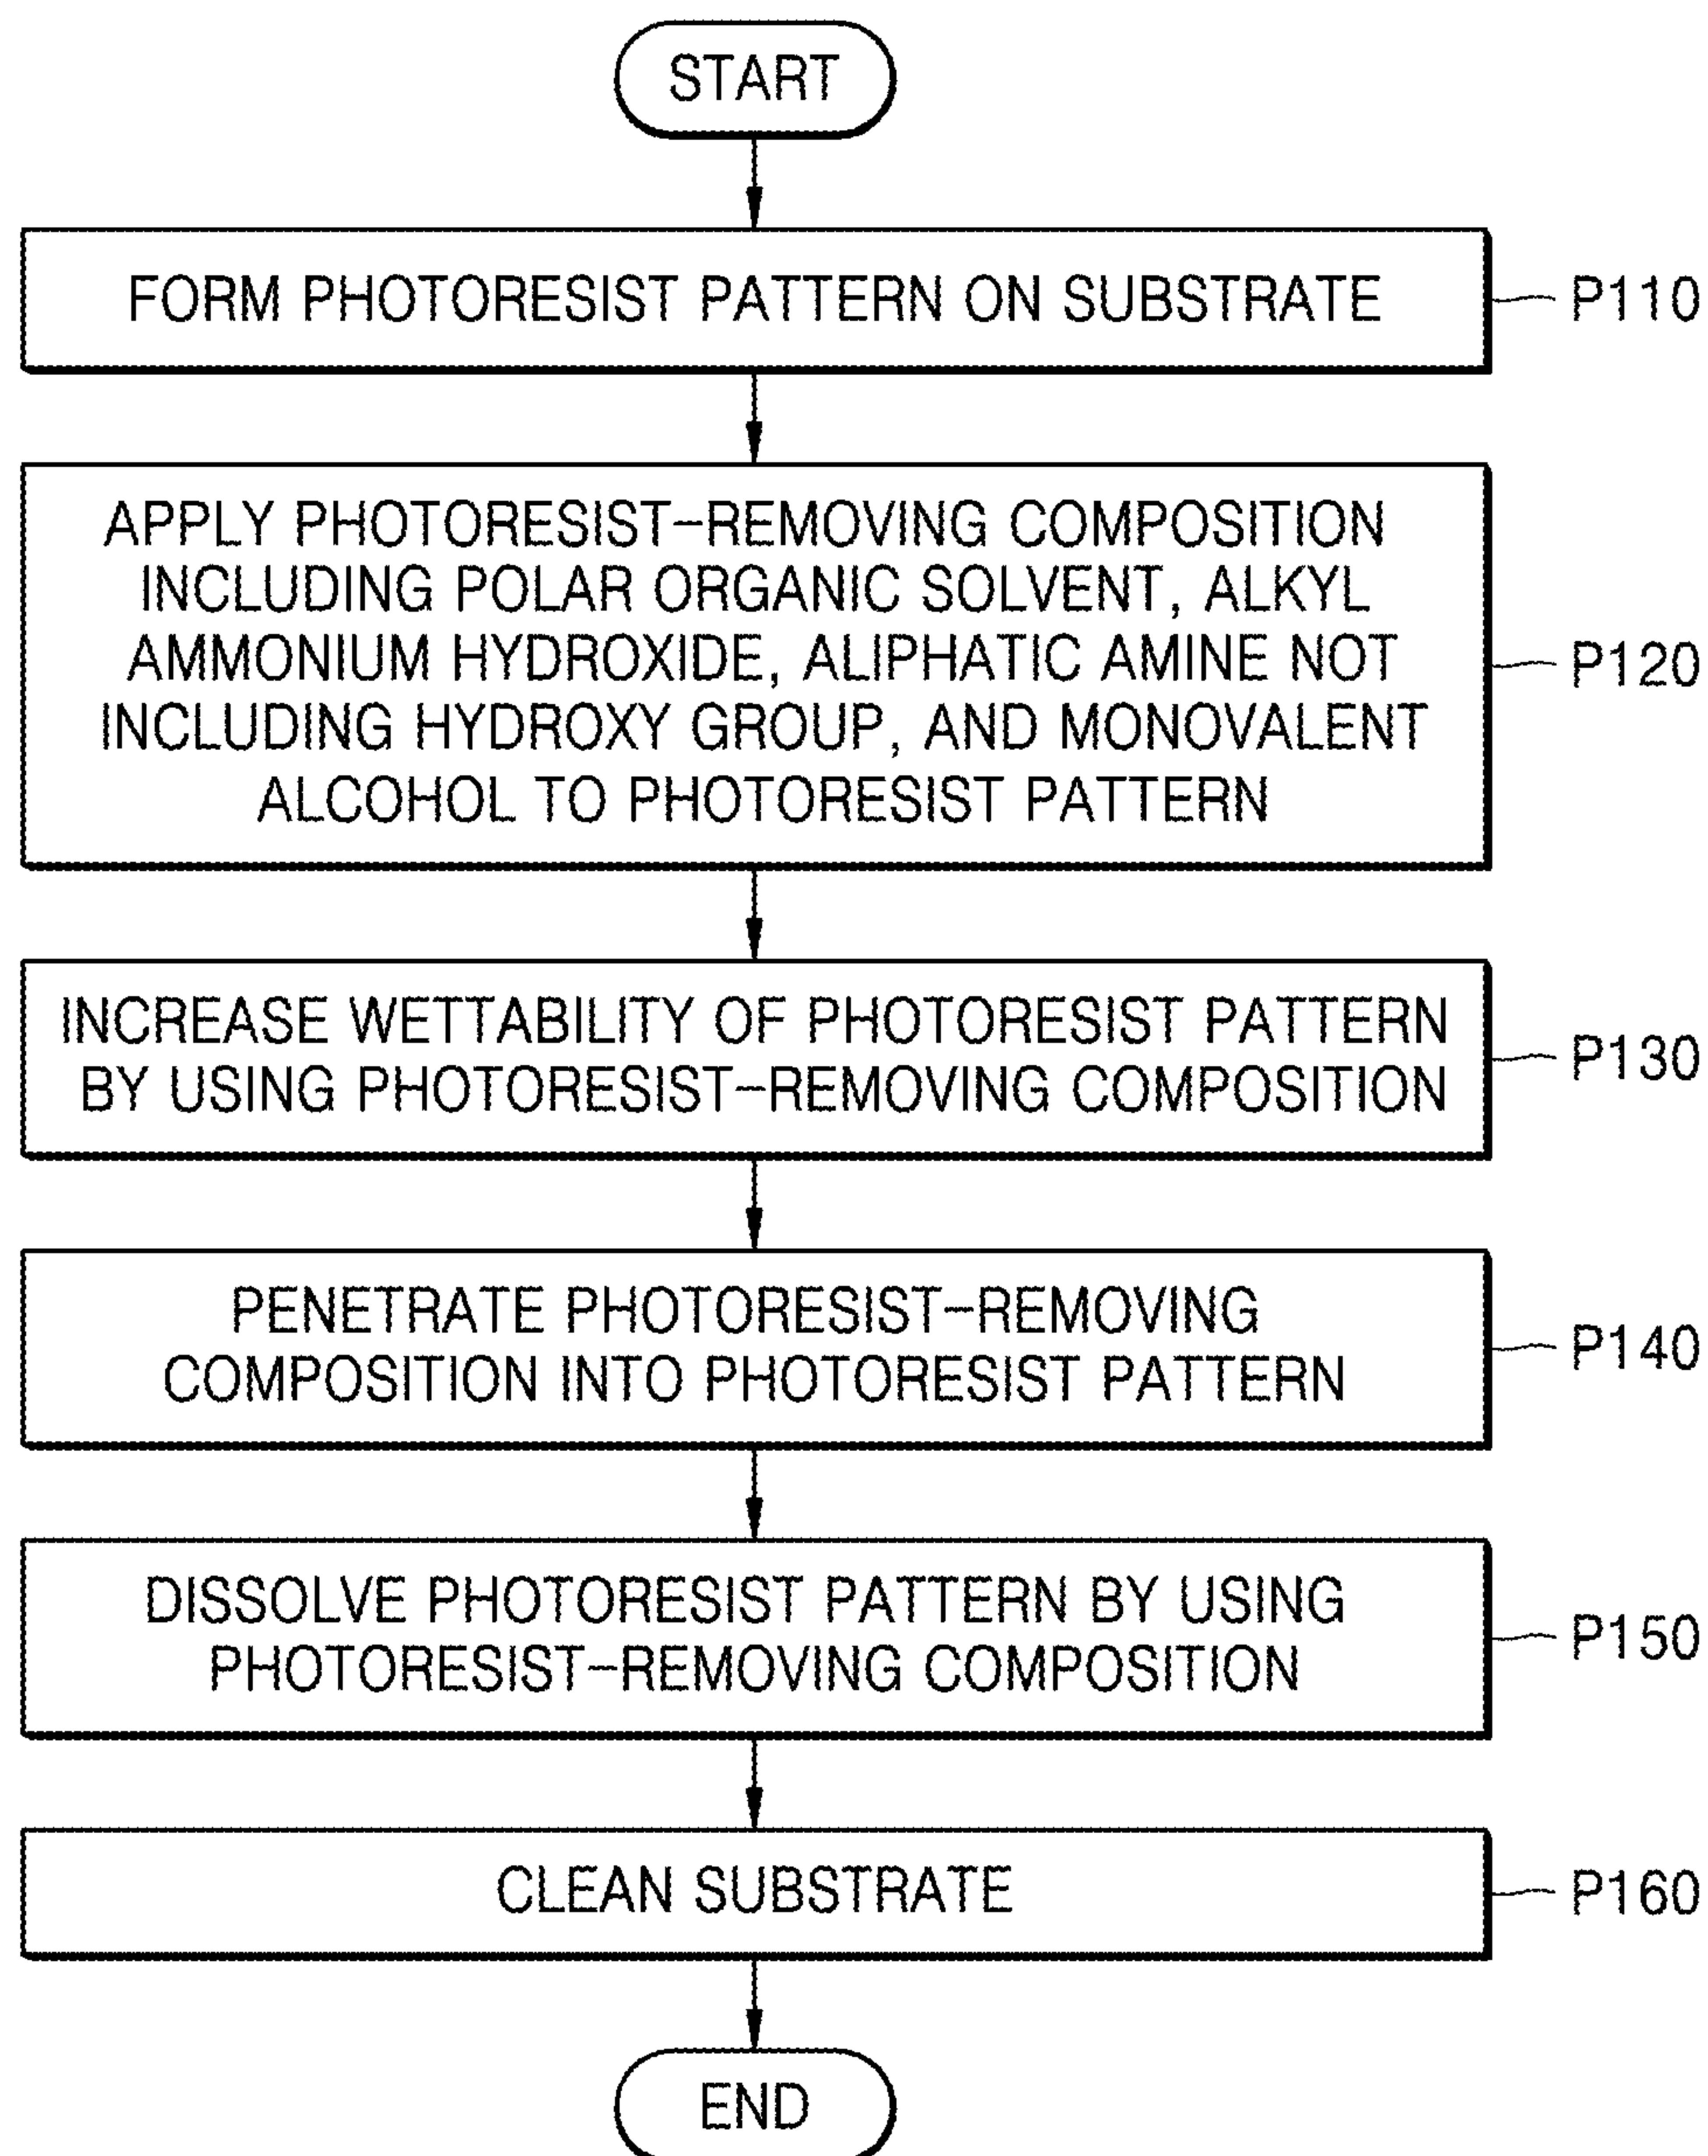 START
FORM PHOTORESIST PATTERN ON SUBSTRATE
P110
APPLY PHOTORESIST-REMOVING COMPOSITION
INCLUDING POLAR ORGANIC SOLVENT, ALKYL
AMMONIUM HYDROXIDE, ALIPHATIC AMINE NOT
INCLUDING HYDROXY GROUP, AND MONOVALENT
ALCOHOL TO PHOTORESIST PATTERN
P120
INCREASE WETTABILITY OF PHOTORESIST PATTERN
BY USING PHOTORESIST-REMOVING COMPOSITION
P130
PENETRATE PHOTORESIST-REMOVING
COMPOSITION INTO PHOTORESIST PATTERN
P140
DISSOLVE PHOTORESIST PATTERN BY USING
PHOTORESIST-REMOVING COMPOSITION
P150
CLEAN SUBSTRATE
P160
END